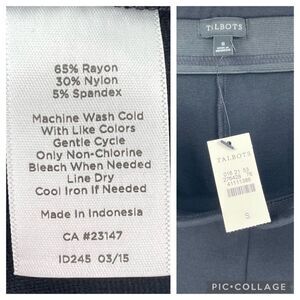 65% Rayon
30% Nylon
5% Spandex
Machine Wash Cold
With Like Colors
Gentle Cycle
Only Non-Chlorine
Bleach When Needed
Line Dry
Cool Iron If Needed
Made In Indonesia
CA #23147
ID245 03/15
TALBOTS
TALBOTS
S
PIC•COLLAGE